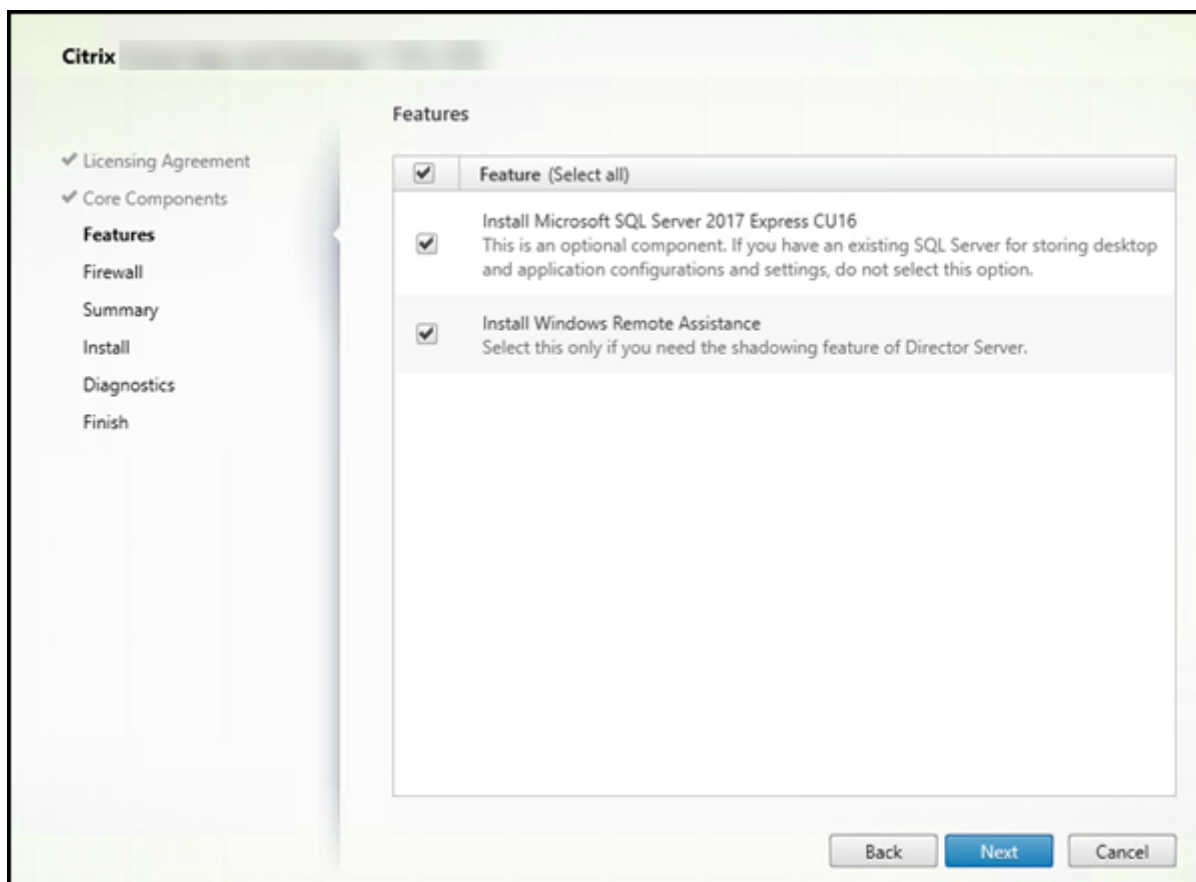 Citrix
Features
Licensing Agreement
Core Components
Features
Firewall
Summary
Install
Diagnostics
Finish
Feature (Select all)
Install Microsoft SQL Server 2017 Express CU16
This is an optional component. If you have an existing SQL Server for storing desktop
and application configurations and settings, do not select this option.
Install Windows Remote Assistance
Select this only if you need the shadowing feature of Director Server.
Back
Next
Cancel